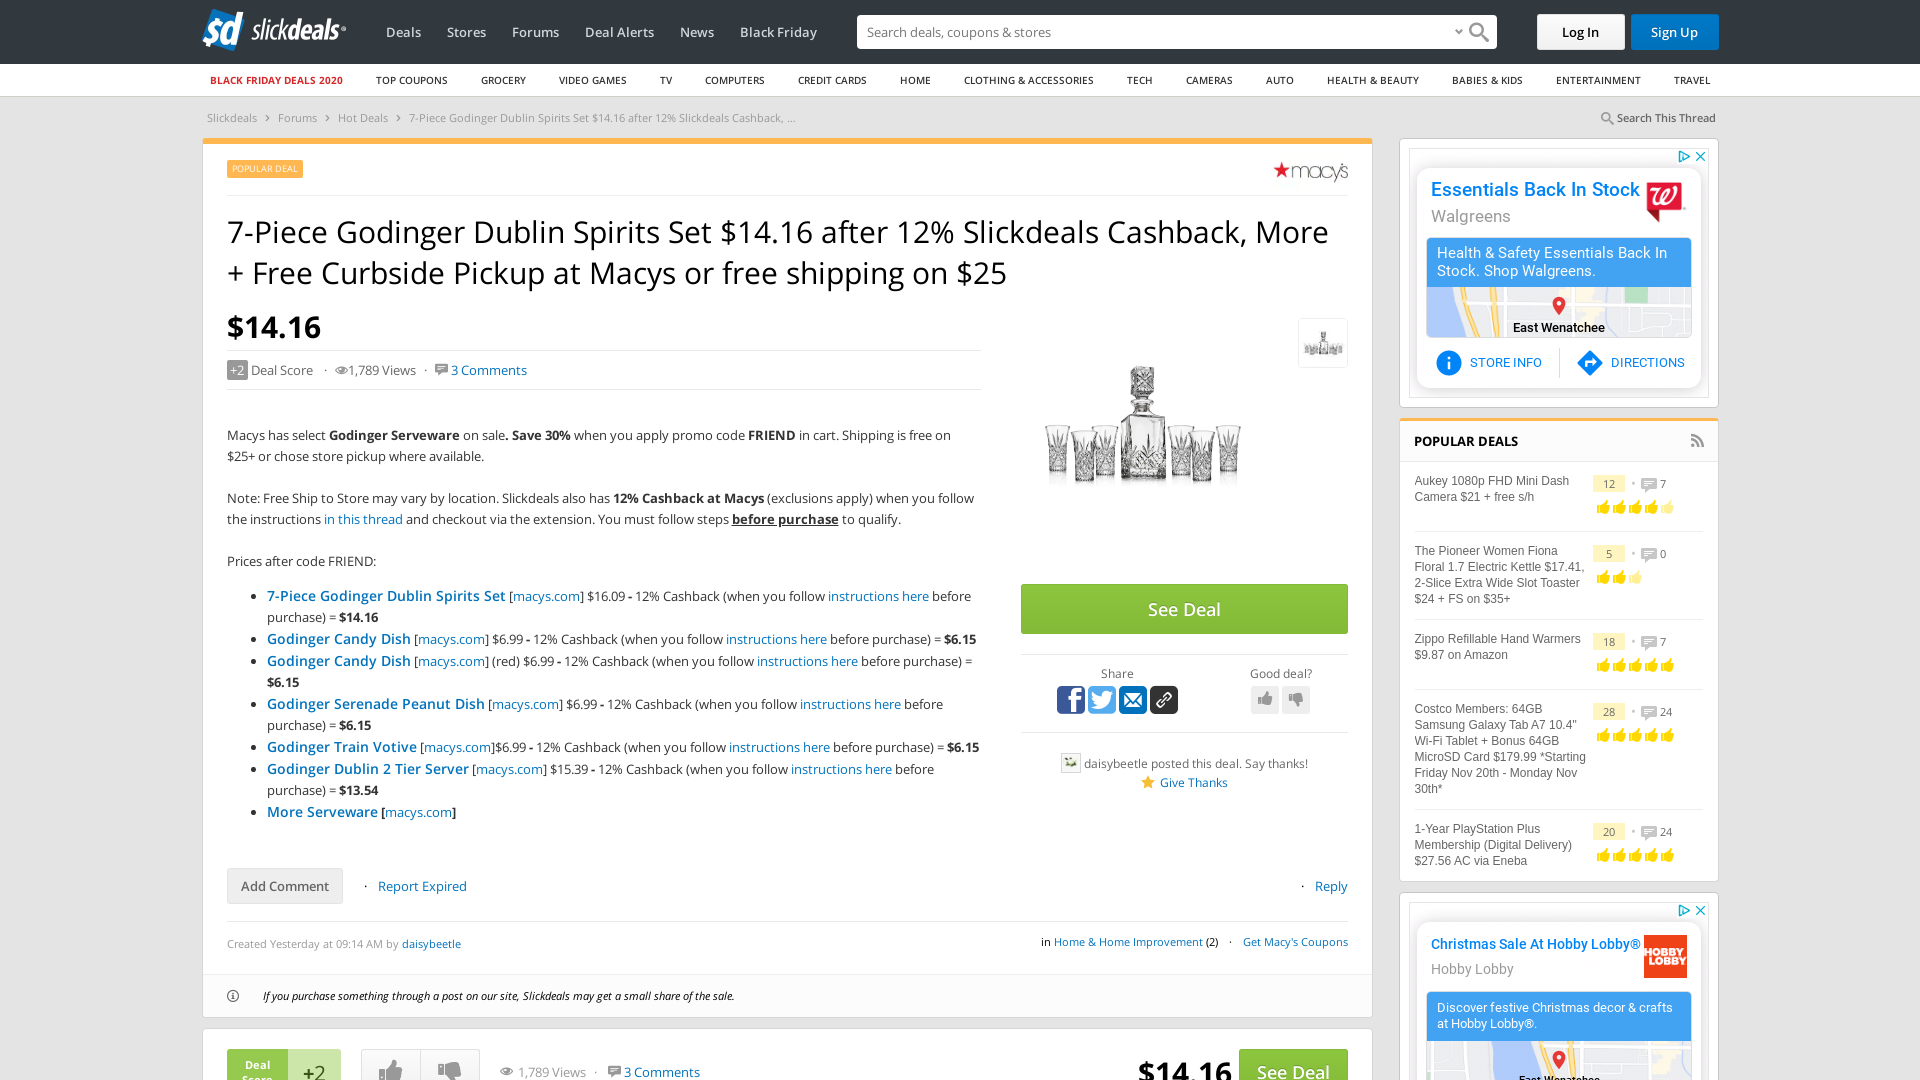 sd slickdeals
Deals
Stores
Forums
Deal Alerts
News
Black Friday
Search deals, coupons & shops
Log In
Sign Up
BLACK FRIDAY DEALS 2020
TOP COUPONS
GROCERY
VIDEO GAMES
TV
COMPUTERS
CREDIT CARDS
HOME
CLOTHING & ACCESSORIES
TECH
CAMERAS
AUTO
HEALTH & BEAUTY
BABIES & KIDS
ENTERTAINMENT
TRAVEL
Slickdeals › Forums › Hot Deals › 7-Piece Godinger Dublin Spirits Set $14.16 after 12% Slickdeals Cashback, ...
Search This Thread
POPULAR DEAL
macy's
7-Piece Godinger Dublin Spirits Set $14.16 after 12% Slickdeals Cashback, More
+ Free Curbside Pickup at Macys or free shipping on $25
$14.16
+2 Deal Score · 1,789 Views · 3 Comments
Macys has select Godinger Serveware on sale. Save 30% when you apply promo code FRIEND in cart. Shipping is free on
$25+ or chose store pickup where available.
Note: Free Ship to Store may vary by location. Slickdeals also has 12% Cashback at Macys (exclusions apply) when you follow
the instructions in this thread and checkout via the extension. You must follow steps before purchase to qualify.
Prices after code FRIEND:
7-Piece Godinger Dublin Spirits Set [macys.com] $16.09 - 12% Cashback (when you follow instructions here before
purchase) = $14.16
Godinger Candy Dish [macys.com] $6.99 - 12% Cashback (when you follow instructions here before purchase) = $6.15
Godinger Candy Dish [macys.com] (red) $6.99 - 12% Cashback (when you follow instructions here before purchase) =
$6.15
Godinger Serenade Peanut Dish [macys.com] $6.99 - 12% Cashback (when you follow instructions here before
purchase) = $6.15
Godinger Train Votive [macys.com]$6.99 - 12% Cashback (when you follow instructions here before purchase) = $6.15
Godinger Dublin 2 Tier Server [macys.com] $15.39 - 12% Cashback (when you follow instructions here before
purchase) = $13.54
More Serveware [macys.com]
See Deal
Share
Good deal?
daisybeetle posted this deal. Say thanks!
Give Thanks
Add Comment
· Report Expired
· Reply
Created Yesterday at 09:14 AM by daisybeetle
in Home & Home Improvement (2) · Get Macy's Coupons
If you purchase something through a post on our site, Slickdeals may get a small share of the sale.
Deal
Score
+2
1,789 Views · 3 Comments
$14.16
See Deal
Essentials Back In Stock
Walgreens
Health & Safety Essentials Back In
Stock. Shop Walgreens.
East Wenatchee
STORE INFO
DIRECTIONS
POPULAR DEALS
Aukey 1080p FHD Mini Dash
Camera $21 + free s/h
12 • 7
The Pioneer Women Fiona
Floral 1.7 Electric Kettle $17.41,
2-Slice Extra Wide Slot Toaster
$24 + FS on $35+
5 • 0
Zippo Refillable Hand Warmers
$9.87 on Amazon
18 • 7
Costco Members: 64GB
Samsung Galaxy Tab A7 10.4"
Wi-Fi Tablet + Bonus 64GB
MicroSD Card $179.99 *Starting
Friday Nov 20th - Monday Nov
30th*
28 • 24
1-Year PlayStation Plus
Membership (Digital Delivery)
$27.56 AC via Eneba
20 • 24
Christmas Sale At Hobby Lobby®
Hobby Lobby
HOBBY
LOBBY
Discover festive Christmas decor & crafts
at Hobby Lobby®.
East Wenatchee